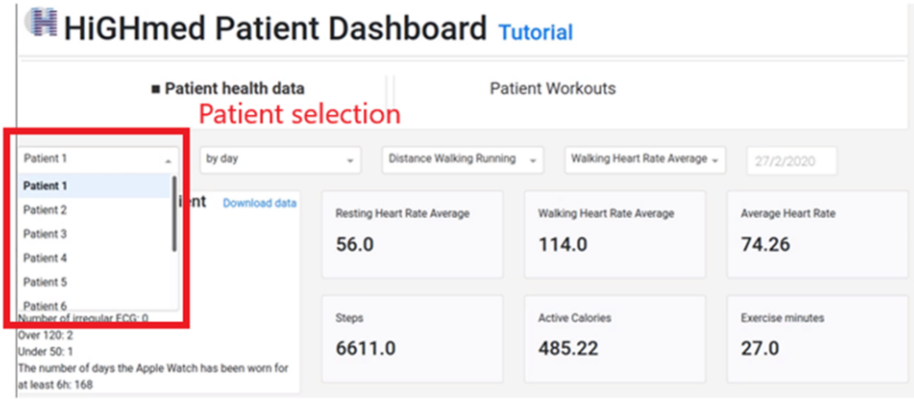 HiGHmed Patient Dashboard Tutorial
■ Patient health data Patient Workouts
Patient selection
Patient 1 by day Distance Walking Running Walking Heart Rate Average 27/2/2020
Patient 1
Patient 2
Patient 3
Patient 4
Patient 5
Patient 6
ient Download data
Number of irregular ECG: 0
Over 120: 2
Under 50: 1
The number of days the Apple Watch has been worn for
at least 6h: 168
Resting Heart Rate Average
56.0
Walking Heart Rate Average
114.0
Average Heart Rate
74.26
Steps
6611.0
Active Calories
485.22
Exercise minutes
27.0